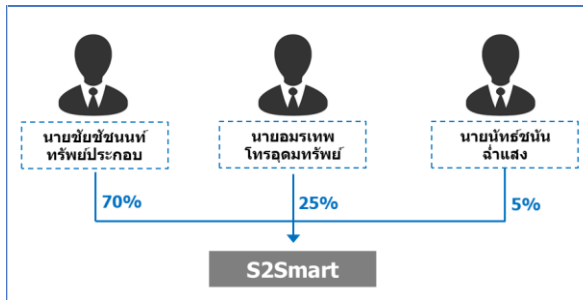 นายชัยชัชนนท์
ทรัพย์ประกอบ
นายอมรเทพ
โทรอุดมทรัพย์
นายนัทธ์ชนัน
ฉ่ำแสง
70%
25%
5%
S2Smart